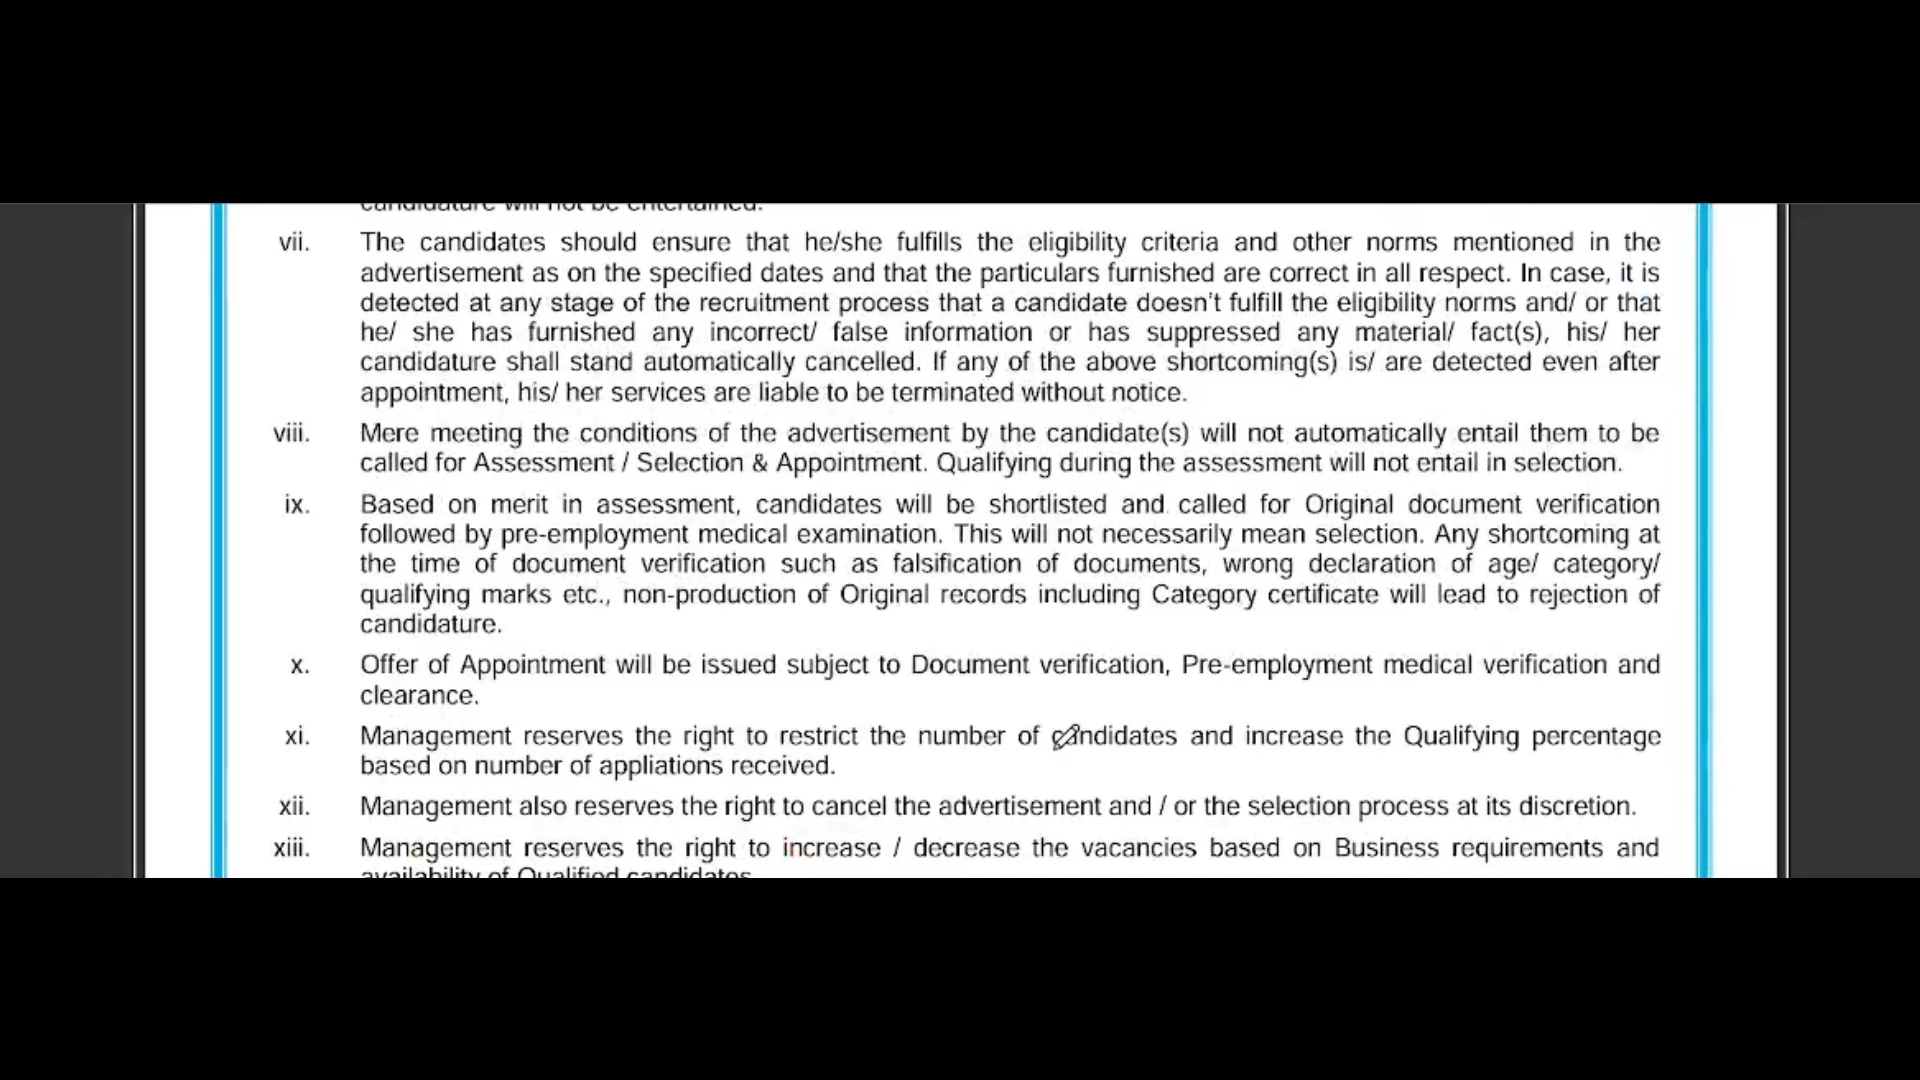 candidature will not be entertained.
vii. The candidates should ensure that he/she fulfills the eligibility criteria and other norms mentioned in the
advertisement as on the specified dates and that the particulars furnished are correct in all respect. In case, it is
detected at any stage of the recruitment process that a candidate doesn't fulfill the eligibility norms and/ or that
he/ she has furnished any incorrect/ false information or has suppressed any material/ fact(s), his/ her
candidature shall stand automatically cancelled. If any of the above shortcoming(s) is/ are detected even after
appointment, his/ her services are liable to be terminated without notice.
viii. Mere meeting the conditions of the advertisement by the candidate(s) will not automatically entail them to be
called for Assessment / Selection & Appointment. Qualifying during the assessment will not entail in selection.
ix. Based on merit in assessment, candidates will be shortlisted and called for Original document verification
followed by pre-employment medical examination. This will not necessarily mean selection. Any shortcoming at
the time of document verification such as falsification of documents, wrong declaration of age/ category/
qualifying marks etc., non-production of Original records including Category certificate will lead to rejection of
candidature.
x. Offer of Appointment will be issued subject to Document verification, Pre-employment medical verification and
clearance.
xi. Management reserves the right to restrict the number of candidates and increase the Qualifying percentage
based on number of appliations received.
xii. Management also reserves the right to cancel the advertisement and / or the selection process at its discretion.
xiii. Management reserves the right to increase / decrease the vacancies based on Business requirements and
availability of Qualified candidates